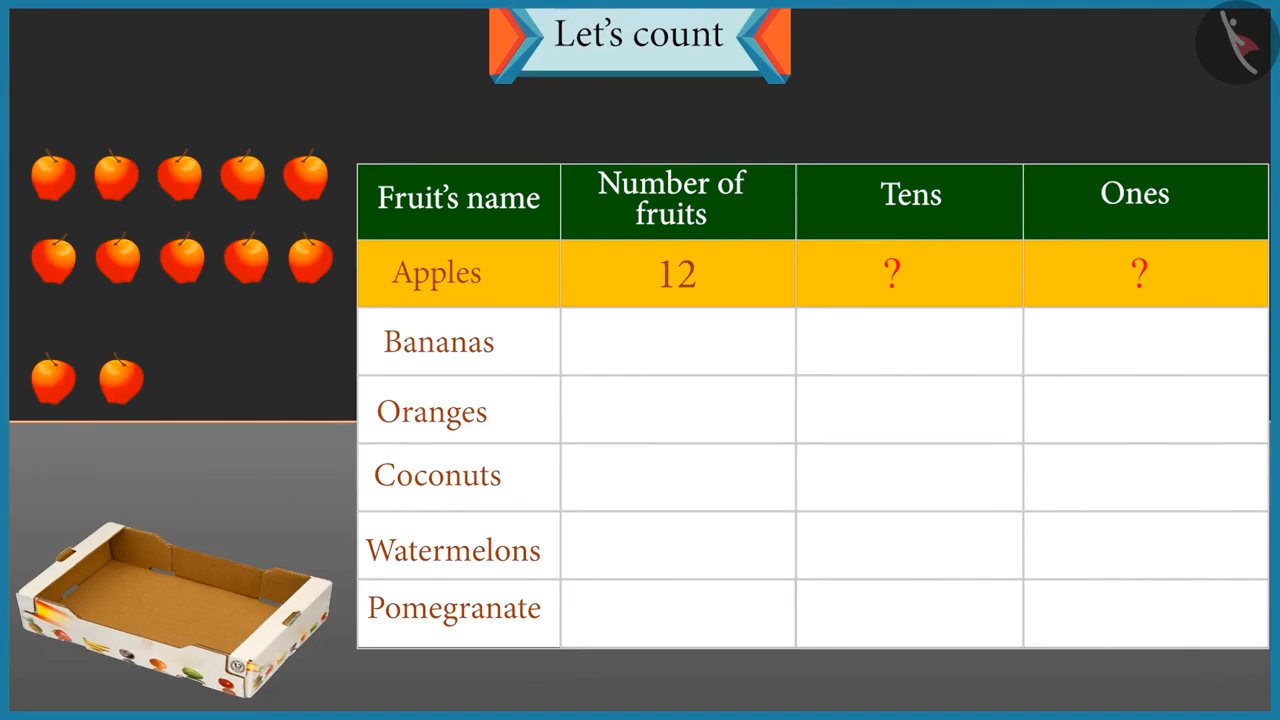 Let's count
Fruit's name
Number of
fruits
Tens
Ones
Apples
12
?
?
Bananas
Oranges
Coconuts
Watermelons
Pomegranate